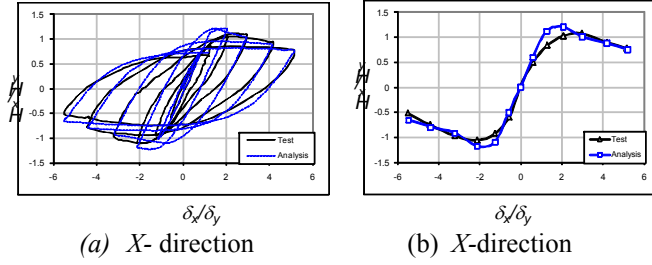 1.5
1
0.5
0
-0.5
-1
-1.5
-6 -4 -2 0 2 4 6
Test
Analysis
δx/δy
(a) X- direction
1.5
1
0.5
0
-0.5
-1
-1.5
-6 -4 -2 0 2 4 6
Test
Analysis
δx/δy
(b) X-direction